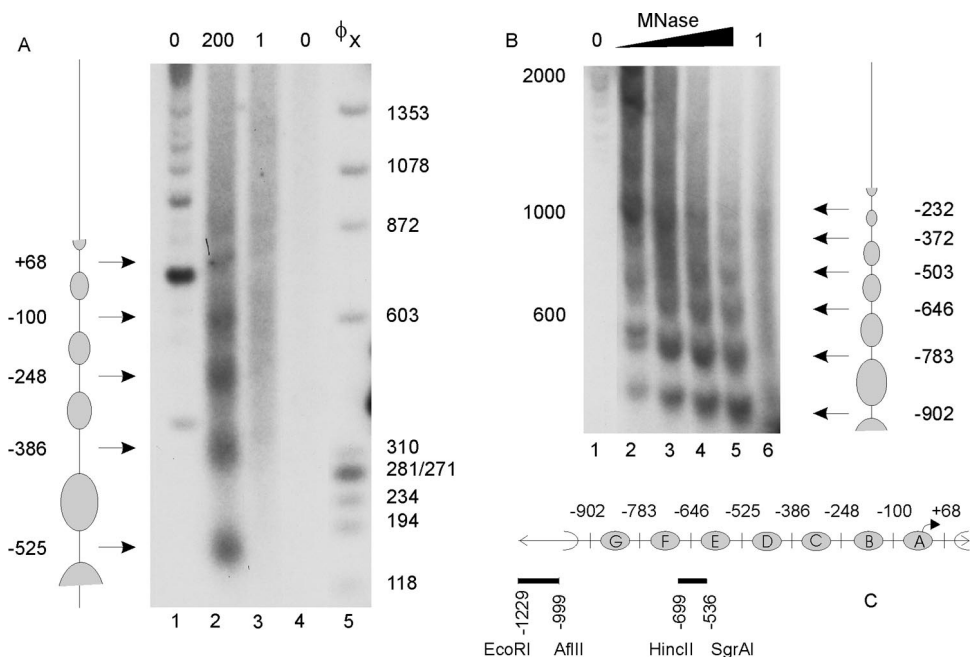 A
0 200 1 0 ϕX
+68
-100
-248
-386
-525
1353
1078
872
603
310
281/271
234
194
118
1 2 3 4 5
B
MNase
0 1
2000
1000
600
-232
-372
-503
-646
-783
-902
1 2 3 4 5 6
-902 -783 -646 -525 -386 -248 -100 +68
G F E D C B A
-1229 -999 -699 -536
EcoRI AflII HincII SgrAI
C